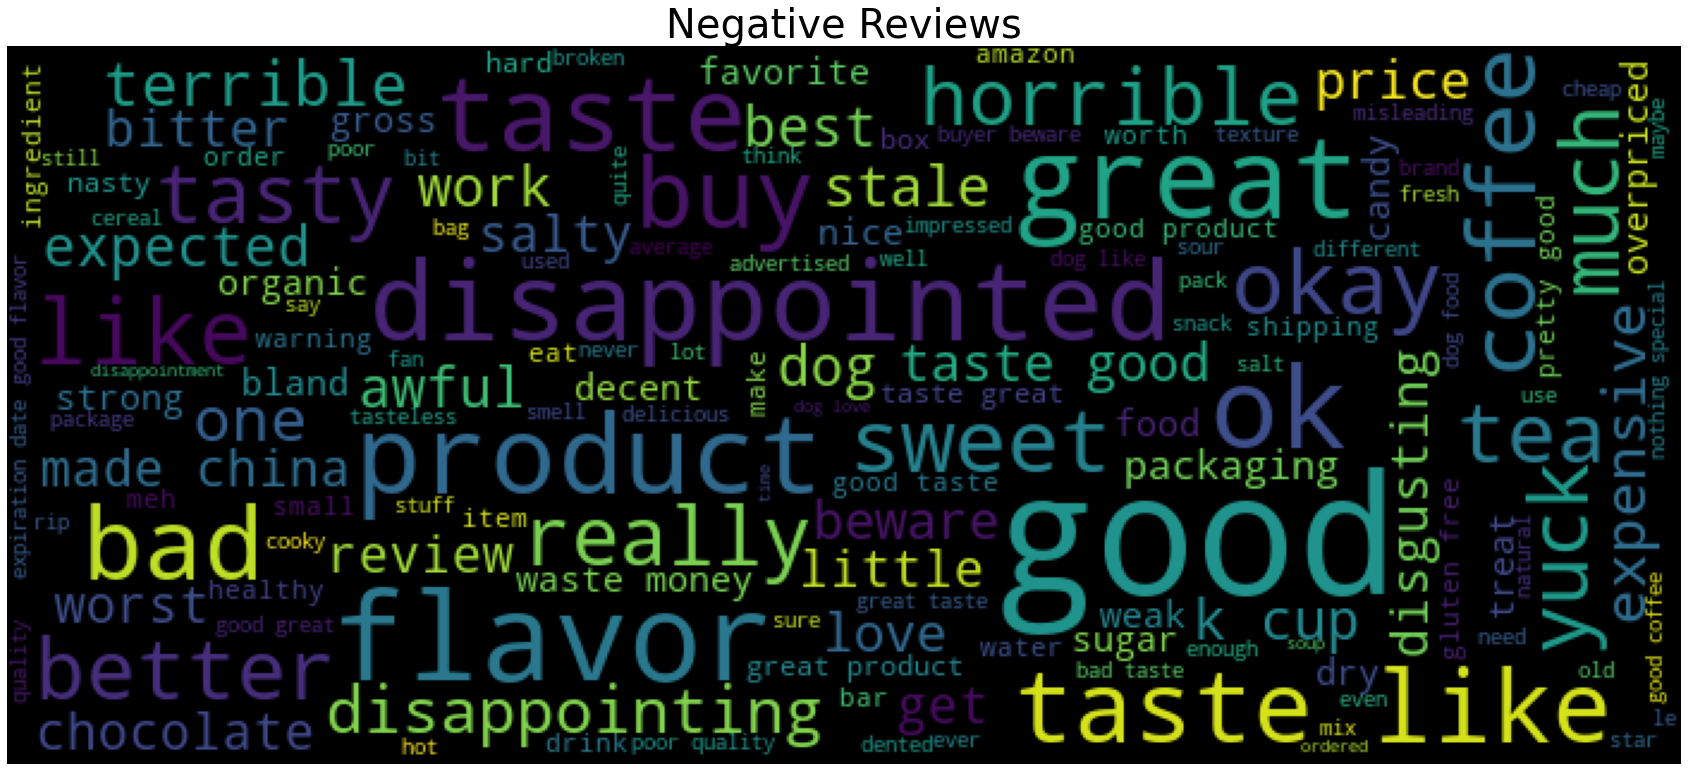 Negative Reviews
terrible
hard
broken
favorite
amazon
horrible
price
coffee
cheap
overpriced
ingredient
bitter
gross
taste
best
box
buyer beware
worth
texture
misleading
much
maybe
still
order
poor
bit
quite
think
great
candy
brand
nasty
tasty
work
buy
stale
fresh
cereal
bag
salty
nice
impressed
good product
sour
different
pretty good
expected
used
average
advertised
well
dog like
expiration date good flavor
organic
say
disappointed
pack
okay
dog food
like
warning
fan
eat
never
lot
snack
shipping
nothing special
expensive
disappointment
bland
awful
decent
make
dog
taste good
salt
disgusting
strong
package
one
tasteless
smell
delicious
dog love
taste great
food
ok
use
tea
made china
product
time
sweet
good taste
packaging
yuck
meh
small
stuff
item
rip
bad
cooky
review
really
beware
good
gluten free
treat
natural
waste money
little
worst
healthy
good great
flavor
sure
great taste
love
weak
k cup
soup
need
good coffee
quality
better
great product
water
sugar
enough
bad taste
dry
old
chocolate
disappointing
bar
get
taste like
even
hot
drink
poor quality
dented
ever
mix
ordered
star
le